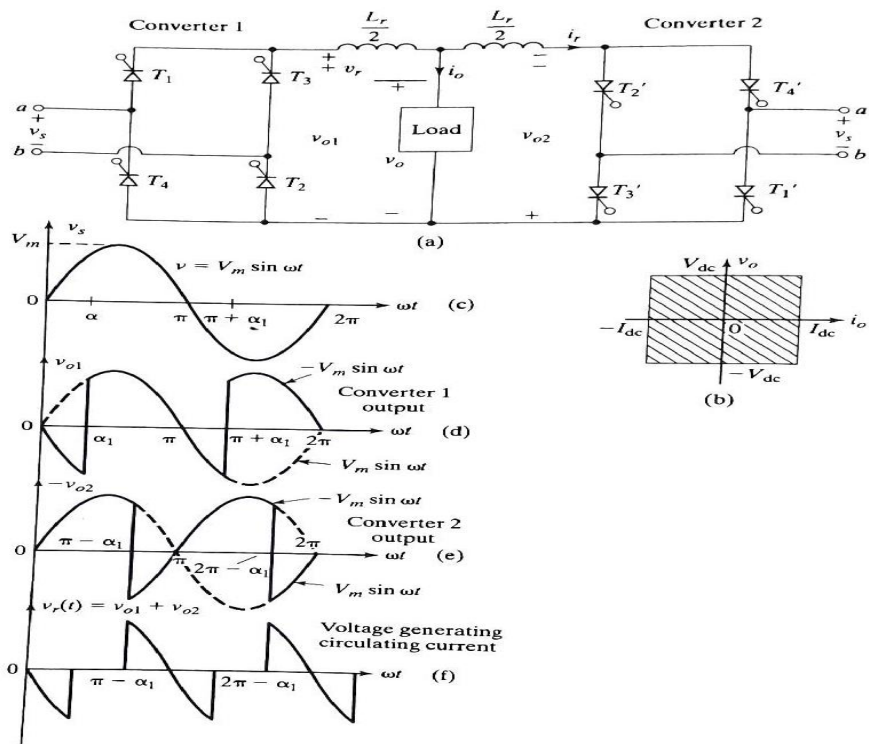 Converter 1
Lr/2
Lr/2
ir
Converter 2
T1
T3
+
+ vr
−
+
io
=
T2'
T4'
a
+
vs
−
b
vo1
Load
vo
vo2
a
+
vs
−
b
T4
T2
T3'
T1'
−
−
+
(a)
Vm
vs
v = Vm sin ωt
0
α
π
π + α1
2π
ωt
(c)
Vdc
vo
−Idc
0
Idc
io
−Vdc
(b)
vo1
−Vm sin ωt
Converter 1
output
0
α1
π
π + α1
2π
ωt
(d)
Vm sin ωt
−vo2
−Vm sin ωt
Converter 2
output
0
π − α1
π
2π − α1
2π
ωt
(e)
Vm sin ωt
vr(t) = vo1 + vo2
Voltage generating
circulating current
0
π − α1
2π − α1
ωt
(f)